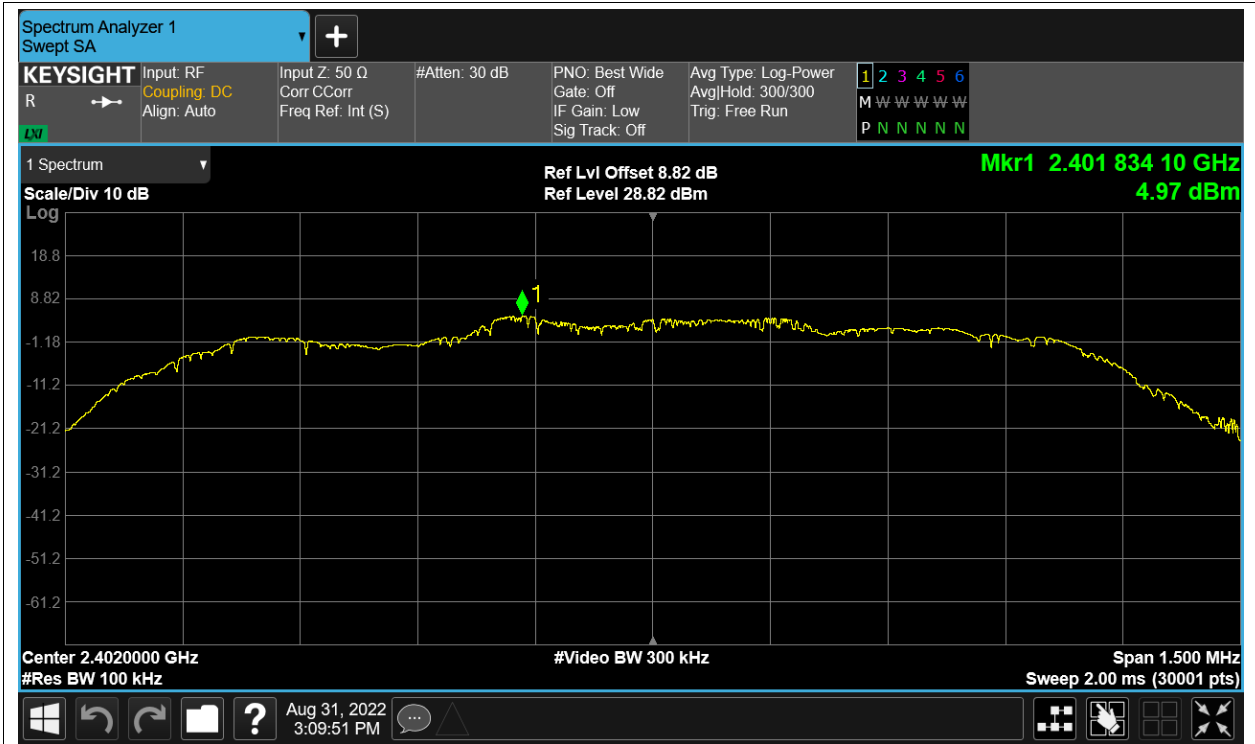 Spectrum Analyzer 1
Swept SA
KEYSIGHT
R
LXI
Input: RF
Coupling: DC
Align: Auto
Input Z: 50 Ω
Corr CCorr
Freq Ref: Int (S)
#Atten: 30 dB
PNO: Best Wide
Gate: Off
IF Gain: Low
Sig Track: Off
Avg Type: Log-Power
Avg|Hold: 300/300
Trig: Free Run
1 2 3 4 5 6
M W W W W W
P N N N N N
1 Spectrum
Scale/Div 10 dB
Log
Ref Lvl Offset 8.82 dB
Ref Level 28.82 dBm
Mkr1 2.401 834 10 GHz
4.97 dBm
18.8
8.82
-1.18
-11.2
-21.2
-31.2
-41.2
-51.2
-61.2
1
Center 2.4020000 GHz
#Res BW 100 kHz
#Video BW 300 kHz
Span 1.500 MHz
Sweep 2.00 ms (30001 pts)
?
Aug 31, 2022
3:09:51 PM